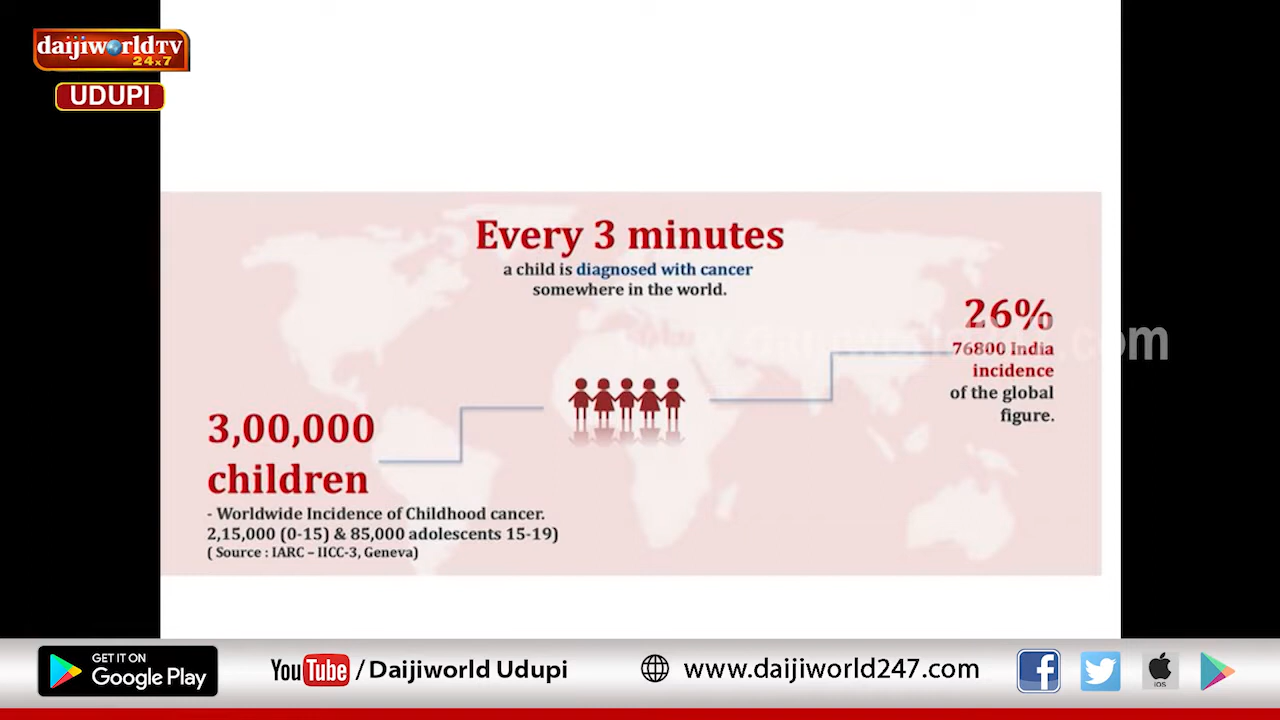 daijiworldTV
24x7
UDUPI
Every 3 minutes
a child is diagnosed with cancer
somewhere in the world.
26%
76800 India
incidence
of the global
figure.
3,00,000
children
- Worldwide Incidence of Childhood cancer.
2,15,000 (0-15) & 85,000 adolescents 15-19)
( Source : IARC – IICC-3, Geneva)
GET IT ON
Google Play
YouTube / Daijiworld Udupi
www.daijiworld247.com
iOS